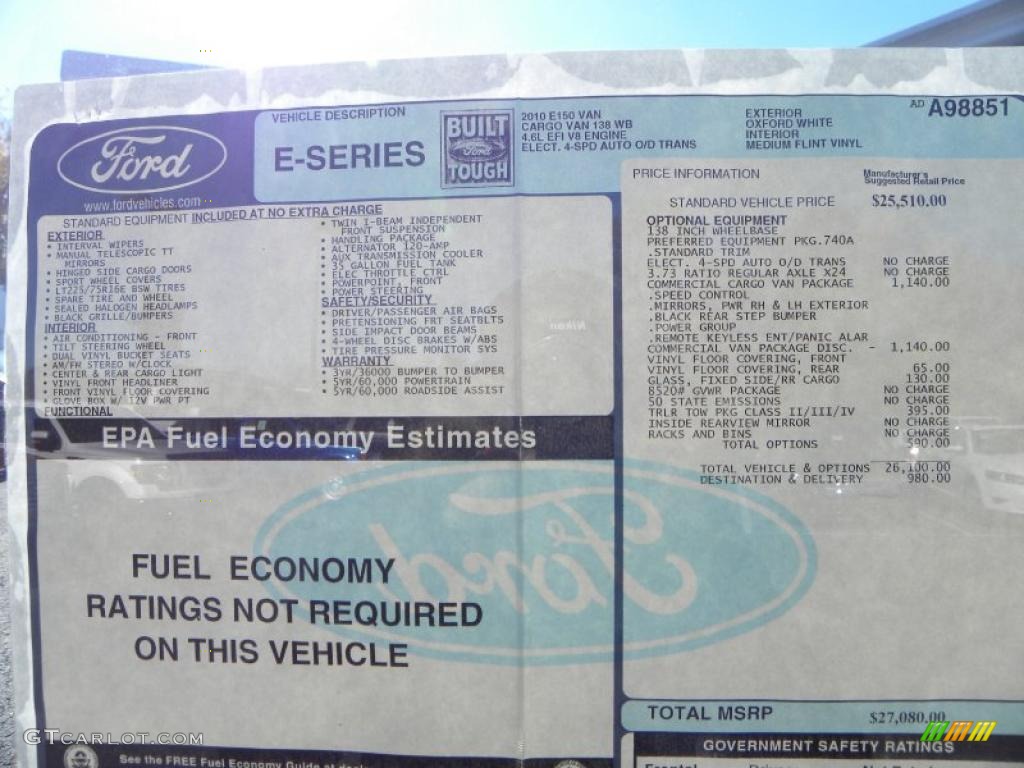 Ford
www.fordvehicles.com
VEHICLE DESCRIPTION
E-SERIES
BUILT
Ford
TOUGH
2010 E150 VAN
CARGO VAN 138 WB
4.6L EFI V8 ENGINE
ELECT. 4-SPD AUTO O/D TRANS
EXTERIOR
OXFORD WHITE
INTERIOR
MEDIUM FLINT VINYL
AD A98851
STANDARD EQUIPMENT INCLUDED AT NO EXTRA CHARGE
EXTERIOR
• INTERVAL WIPERS
• MANUAL TELESCOPIC TT
MIRRORS
• HINGED SIDE CARGO DOORS
• SPORT WHEEL COVERS
• LT225/75R16E BSW TIRES
• SPARE TIRE AND WHEEL
• SEALED HALOGEN HEADLAMPS
• BLACK GRILLE/BUMPERS
INTERIOR
• AIR CONDITIONING - FRONT
• TILT STEERING WHEEL
• DUAL VINYL BUCKET SEATS
• AM/FM STEREO W/CLOCK
• CENTER & REAR CARGO LIGHT
• VINYL FRONT HEADLINER
• FRONT VINYL FLOOR COVERING
• GLOVE BOX W/ 12V PWR PT
FUNCTIONAL
• TWIN I-BEAM INDEPENDENT
FRONT SUSPENSION
• HANDLING PACKAGE
• ALTERNATOR 120-AMP
• AUX TRANSMISSION COOLER
• 35 GALLON FUEL TANK
• ELEC THROTTLE CTRL
• POWERPOINT, FRONT
• POWER STEERING
SAFETY/SECURITY
• DRIVER/PASSENGER AIR BAGS
• PRETENSIONING FRT SEATBLTS
• SIDE IMPACT DOOR BEAMS
• 4-WHEEL DISC BRAKES W/ABS
• TIRE PRESSURE MONITOR SYS
WARRANTY
• 3YR/36000 BUMPER TO BUMPER
• 5YR/60,000 POWERTRAIN
• 5YR/60,000 ROADSIDE ASSIST
PRICE INFORMATION
Manufacturer's
Suggested Retail Price
STANDARD VEHICLE PRICE $25,510.00
OPTIONAL EQUIPMENT
138 INCH WHEELBASE
PREFERRED EQUIPMENT PKG.740A
.STANDARD TRIM
ELECT. 4-SPD AUTO O/D TRANS NO CHARGE
3.73 RATIO REGULAR AXLE X24 NO CHARGE
COMMERCIAL CARGO VAN PACKAGE 1,140.00
.SPEED CONTROL
.MIRRORS, PWR RH & LH EXTERIOR
.BLACK REAR STEP BUMPER
.POWER GROUP
.REMOTE KEYLESS ENT/PANIC ALAR
COMMERCIAL VAN PACKAGE DISC. - 1,140.00
VINYL FLOOR COVERING, FRONT
VINYL FLOOR COVERING, REAR 65.00
GLASS, FIXED SIDE/RR CARGO 130.00
8520# GVWR PACKAGE NO CHARGE
50 STATE EMISSIONS NO CHARGE
TRLR TOW PKG CLASS II/III/IV 395.00
INSIDE REARVIEW MIRROR NO CHARGE
RACKS AND BINS NO CHARGE
TOTAL OPTIONS 590.00
TOTAL VEHICLE & OPTIONS 26,100.00
DESTINATION & DELIVERY 980.00
EPA Fuel Economy Estimates
FUEL ECONOMY
RATINGS NOT REQUIRED
ON THIS VEHICLE
Ford
TOTAL MSRP $27,080.00
GOVERNMENT SAFETY RATINGS
See the FREE Fuel Economy Guide at
GTcarlot.com